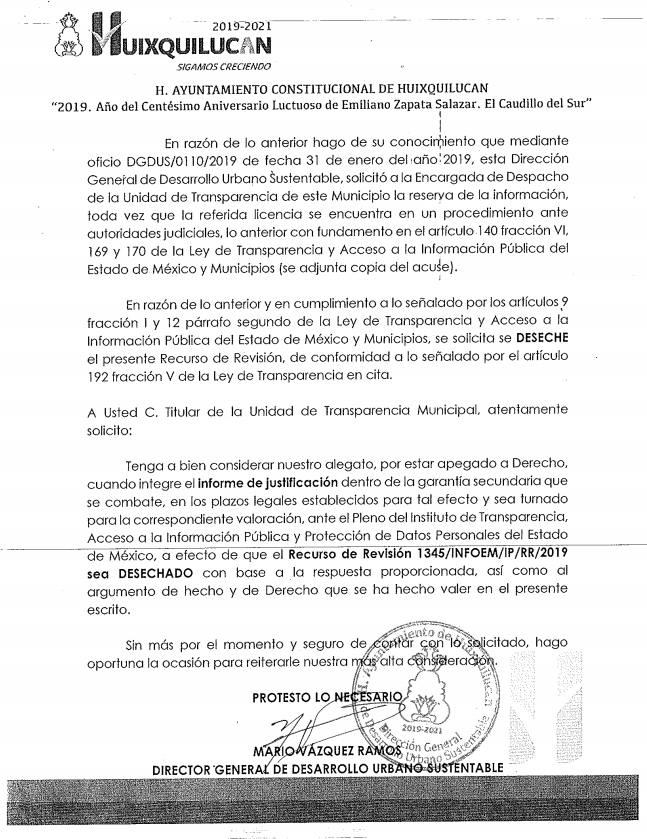 2019-2021
HUIXQUILUCAN
SIGAMOS CRECIENDO
H. AYUNTAMIENTO CONSTITUCIONAL DE HUIXQUILUCAN
"2019. Año del Centésimo Aniversario Luctuoso de Emiliano Zapata Salazar. El Caudillo del Sur"
En razón de lo anterior hago de su conocimiento que mediante
oficio DGDUS/0110/2019 de fecha 31 de enero del año 2019, esta Dirección
General de Desarrollo Urbano Sustentable, solicitó a la Encargada de Despacho
de la Unidad de Transparencia de este Municipio la reserva de la información,
toda vez que la referida licencia se encuentra en un procedimiento ante
autoridades judiciales, lo anterior con fundamento en el artículo 140 fracción VI,
169 y 170 de la Ley de Transparencia y Acceso a la Información Pública del
Estado de México y Municipios (se adjunta copia del acuse).
En razón de lo anterior y en cumplimiento a lo señalado por los artículos 9
fracción I y 12 párrafo segundo de la Ley de Transparencia y Acceso a la
Información Pública del Estado de México y Municipios, se solicita se DESECHE
el presente Recurso de Revisión, de conformidad a lo señalado por el artículo
192 fracción V de la Ley de Transparencia en cita.
A Usted C. Titular de la Unidad de Transparencia Municipal, atentamente
solicito:
Tenga a bien considerar nuestro alegato, por estar apegado a Derecho,
cuando integre el informe de justificación dentro de la garantía secundaria que
se combate, en los plazos legales establecidos para tal efecto y sea turnado
para la correspondiente valoración, ante el Pleno del Instituto de Transparencia,
Acceso a la Información Pública y Protección de Datos Personales del Estado
de México, a efecto de que el Recurso de Revisión 1345/INFOEM/IP/RR/2019
sea DESECHADO con base a la respuesta proporcionada, así como al
argumento de hecho y de Derecho que se ha hecho valer en el presente
escrito.
Sin más por el momento y seguro de contar con lo solicitado, hago
oportuna la ocasión para reiterarle nuestra más alta consideración.
H. Ayuntamiento de Huixquilucan
2019-2021
Dirección General
de Desarrollo Urbano Sustentable
PROTESTO LO NECESARIO
MARIO VÁZQUEZ RAMOS
DIRECTOR GENERAL DE DESARROLLO URBANO SUSTENTABLE